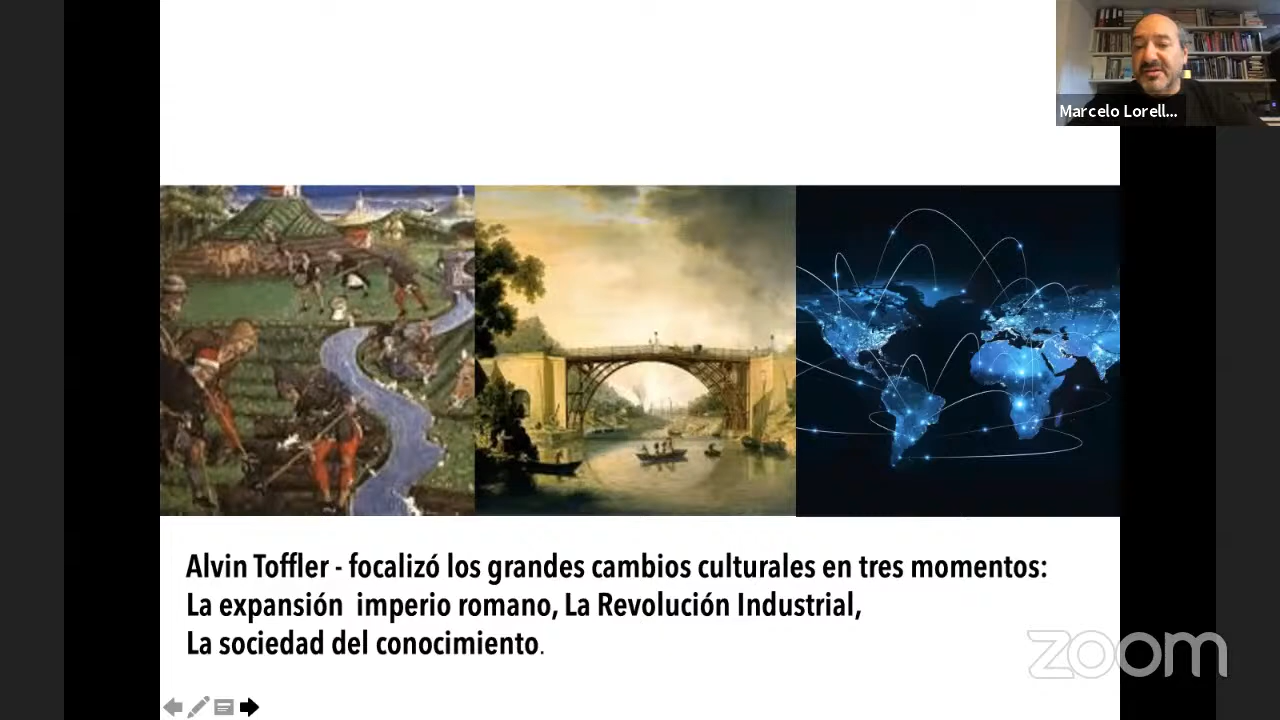 Marcelo Lorell...
Alvin Toffler - focalizó los grandes cambios culturales en tres momentos:
La expansión  imperio romano, La Revolución Industrial,
La sociedad del conocimiento.
zoom